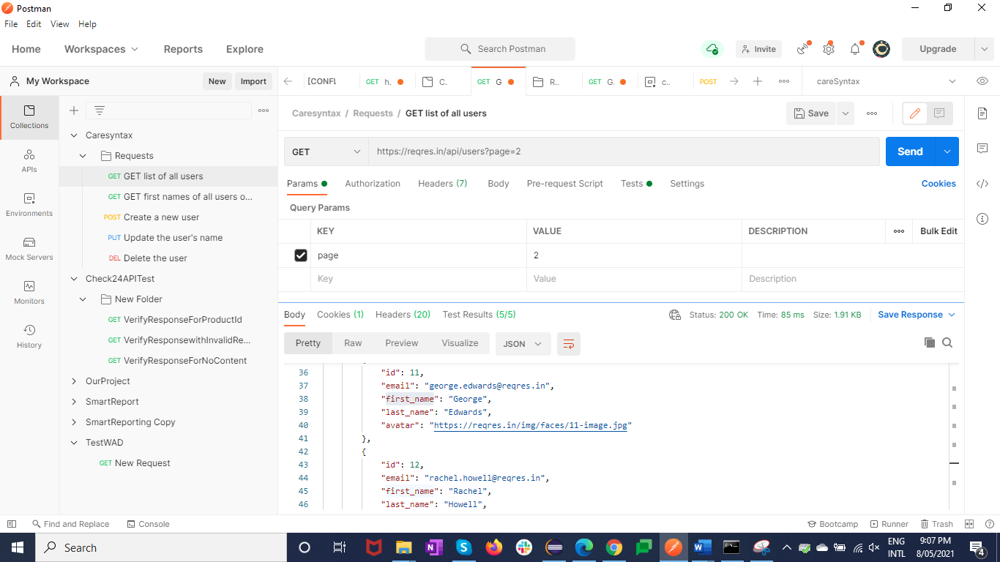 Postman
File Edit View Help
Home Workspaces Reports Explore Search Postman Invite Upgrade
My Workspace New Import [CONFL GET h. C. GET G R.. GET G. c.. POST careSyntax
Collections
APIs
Environments
Mock Servers
Monitors
History
Caresyntax
Requests
GET GET list of all users
GET GET first names of all users o...
POST Create a new user
PUT Update the user's name
DEL Delete the user
Check24APITest
New Folder
GET VerifyResponseForProductId
GET VerifyResponsewithInvalidRe...
GET VerifyResponseForNoContent
OurProject
SmartReport
SmartReporting Copy
TestWAD
GET New Request
Caresyntax / Requests / GET list of all users Save
GET https://reqres.in/api/users?page=2 Send
Params Authorization Headers (7) Body Pre-request Script Tests Settings Cookies
Query Params
KEY VALUE DESCRIPTION Bulk Edit
page 2
Key Value Description
Body Cookies (1) Headers (20) Test Results (5/5) Status: 200 OK Time: 85 ms Size: 1.91 KB Save Response
Pretty Raw Preview Visualize JSON
36 "id": 11,
37 "email": "george.edwards@reqres.in",
38 "first_name": "George",
39 "last_name": "Edwards",
40 "avatar": "https://reqres.in/img/faces/11-image.jpg"
41 },
42 {
43 "id": 12,
44 "email": "rachel.howell@reqres.in",
45 "first_name": "Rachel",
46 "last_name": "Howell",
Find and Replace Console Bootcamp Runner Trash
Search ENG 9:07 PM
INTL 8/05/2021 4